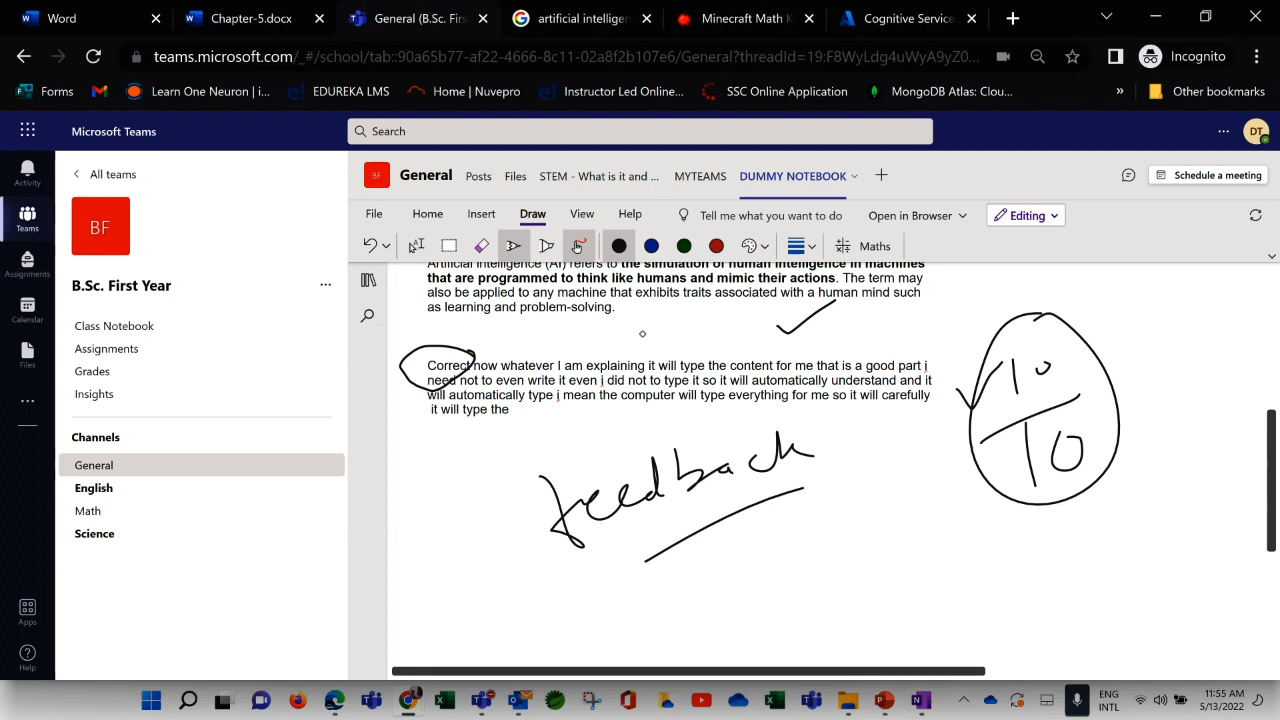 Word
Chapter-5.docx
General (B.Sc. Firs
artificial intelligen
Minecraft Math K
Cognitive Service
teams.microsoft.com/_#/school/tab::90a65b77-af22-4666-8c11-02a8f2b107e6/General?threadId=19:F8WyLdg4uWyA9yZ0...
Incognito
Forms
Learn One Neuron | i...
EDUREKA LMS
Home | Nuvepro
Instructor Led Online...
SSC Online Application
MongoDB Atlas: Clou...
»
Other bookmarks
Microsoft Teams
Search
DT
Activity
Teams
Assignments
Calendar
Files
Apps
Help
All teams
BF
B.Sc. First Year
Class Notebook
Assignments
Grades
Insights
Channels
General
English
Math
Science
BF
General
Posts
Files
STEM - What is it and ...
MYTEAMS
DUMMY NOTEBOOK
Schedule a meeting
File
Home
Insert
Draw
View
Help
Tell me what you want to do
Open in Browser
Editing
Maths
Artificial intelligence (AI) refers to the simulation of human intelligence in machines
that are programmed to think like humans and mimic their actions. The term may
also be applied to any machine that exhibits traits associated with a human mind such
as learning and problem-solving.
Correct now whatever I am explaining it will type the content for me that is a good part i
need not to even write it even i did not to type it so it will automatically understand and it
will automatically type i mean the computer will type everything for me so it will carefully
it will type the
feedback
10
10
ENG
INTL
11:55 AM
5/13/2022